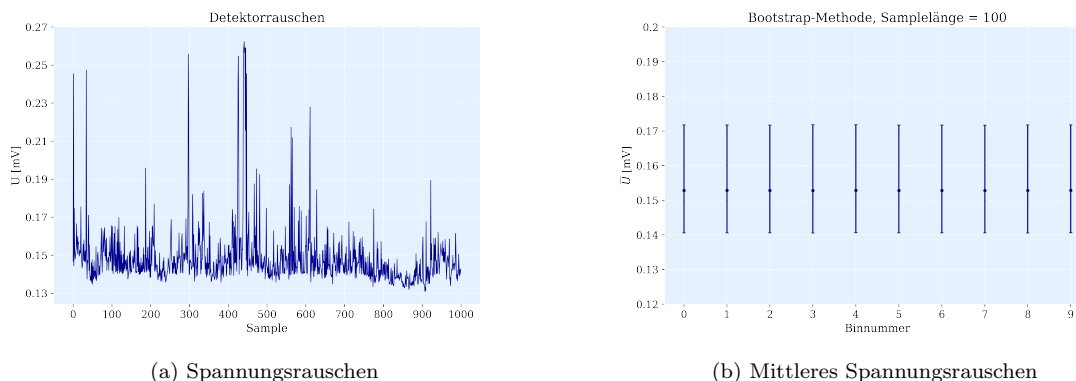 Detektorrauschen
0.27
0.25
0.23
0.21
0.19
0.17
0.15
0.13
U [mV]
0 100 200 300 400 500 600 700 800 900 1000
Sample
(a) Spannungsrauschen
Bootstrap-Methode, Samplelänge = 100
0.2
0.19
0.18
0.17
0.16
0.15
0.14
0.13
0.12
U̅ [mV]
0 1 2 3 4 5 6 7 8 9
Binnummer
(b) Mittleres Spannungsrauschen